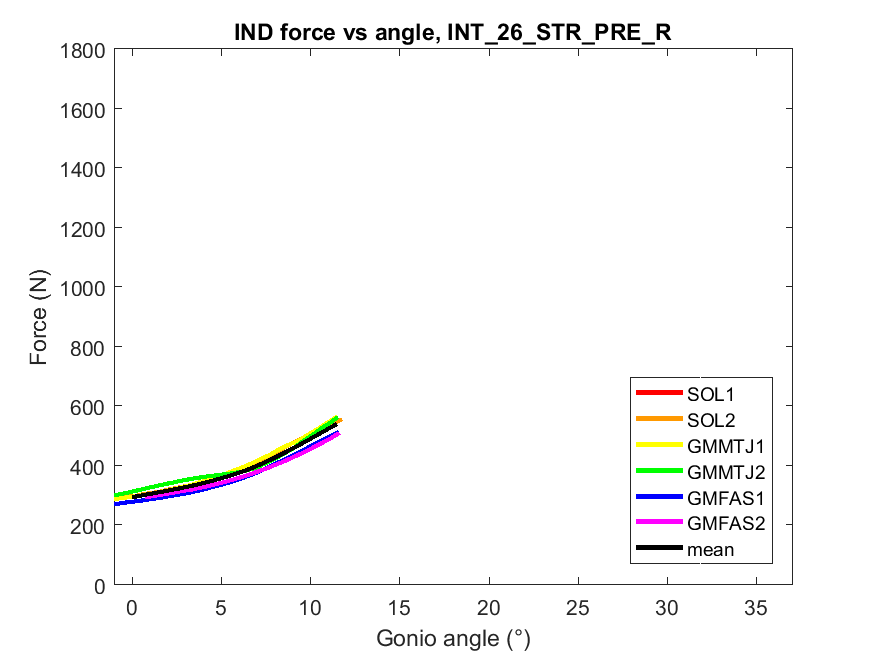 IND force vs angle, INT_26_STR_PRE_R
1800
1600
1400
1200
1000
800
600
400
200
0
Force (N)
0 5 10 15 20 25 30 35
Gonio angle (°)
SOL1
SOL2
GMMTJ1
GMMTJ2
GMFAS1
GMFAS2
mean